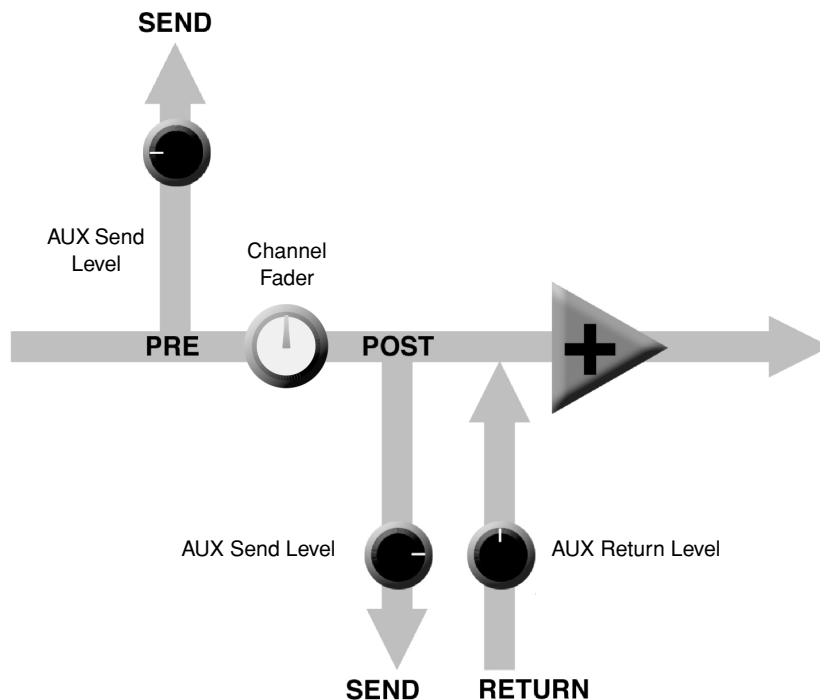 SEND
AUX Send
Level
Channel
Fader
PRE
POST
+
AUX Send Level
AUX Return Level
SEND
RETURN